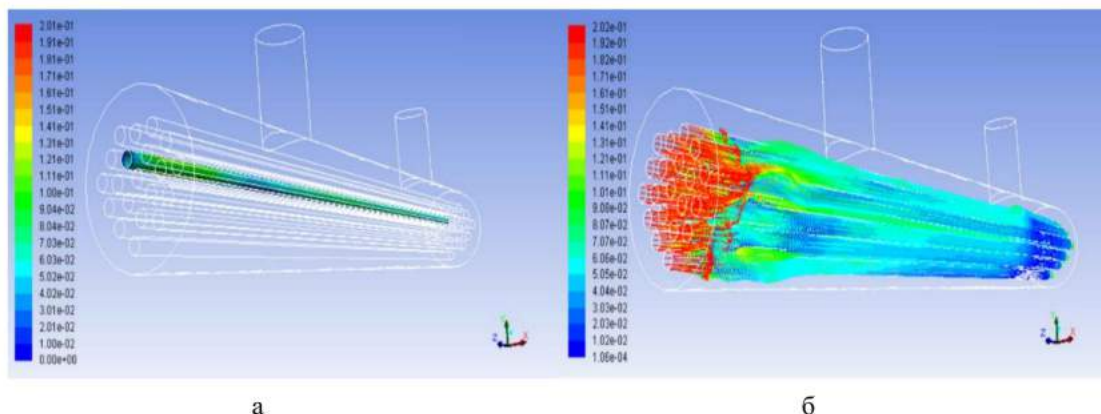 2.01e-01
1.91e-01
1.81e-01
1.71e-01
1.61e-01
1.51e-01
1.41e-01
1.31e-01
1.21e-01
1.11e-01
1.00e-01
9.04e-02
8.04e-02
7.03e-02
6.03e-02
5.02e-02
4.02e-02
3.01e-02
2.01e-02
1.00e-02
0.00e+00
2.02e-01
1.92e-01
1.82e-01
1.71e-01
1.61e-01
1.51e-01
1.41e-01
1.31e-01
1.21e-01
1.11e-01
1.01e-01
9.08e-02
8.08e-02
7.07e-02
6.06e-02
5.05e-02
4.04e-02
3.03e-02
2.03e-02
1.02e-02
1.06e-04
Y
Z
X
Y
Z
X
а
б